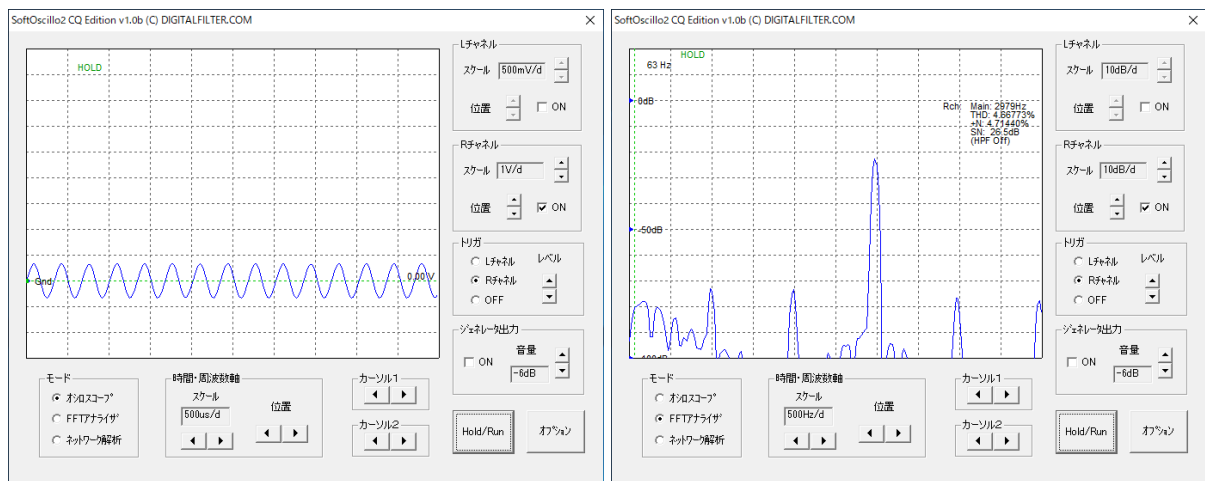 SoftOscillo2 CQ Edition v1.0b (C) DIGITALFILTER.COM
HOLD
Gnd
0.00 V
Lチャネル
スケール 500mV/d
位置 ON
Rチャネル
スケール 1V/d
位置 ON
トリガ
Lチャネル レベル
Rチャネル
OFF
ジェネレータ出力
ON 音量
-6dB
モード
オシロスコープ
FFTアナライザ
ネットワーク解析
時間・周波数軸
スケール
500us/d
位置
カーソル1
カーソル2
Hold/Run
オプション
SoftOscillo2 CQ Edition v1.0b (C) DIGITALFILTER.COM
HOLD
63 Hz
0dB
Rch Main: 2979Hz
THD: 4.66773%
+N: 4.71440%
SN: 26.5dB
(HPF Off)
-50dB
-100dB
Lチャネル
スケール 10dB/d
位置 ON
Rチャネル
スケール 10dB/d
位置 ON
トリガ
Lチャネル レベル
Rチャネル
OFF
ジェネレータ出力
ON 音量
-6dB
モード
オシロスコープ
FFTアナライザ
ネットワーク解析
時間・周波数軸
スケール
500Hz/d
位置
カーソル1
カーソル2
Hold/Run
オプション